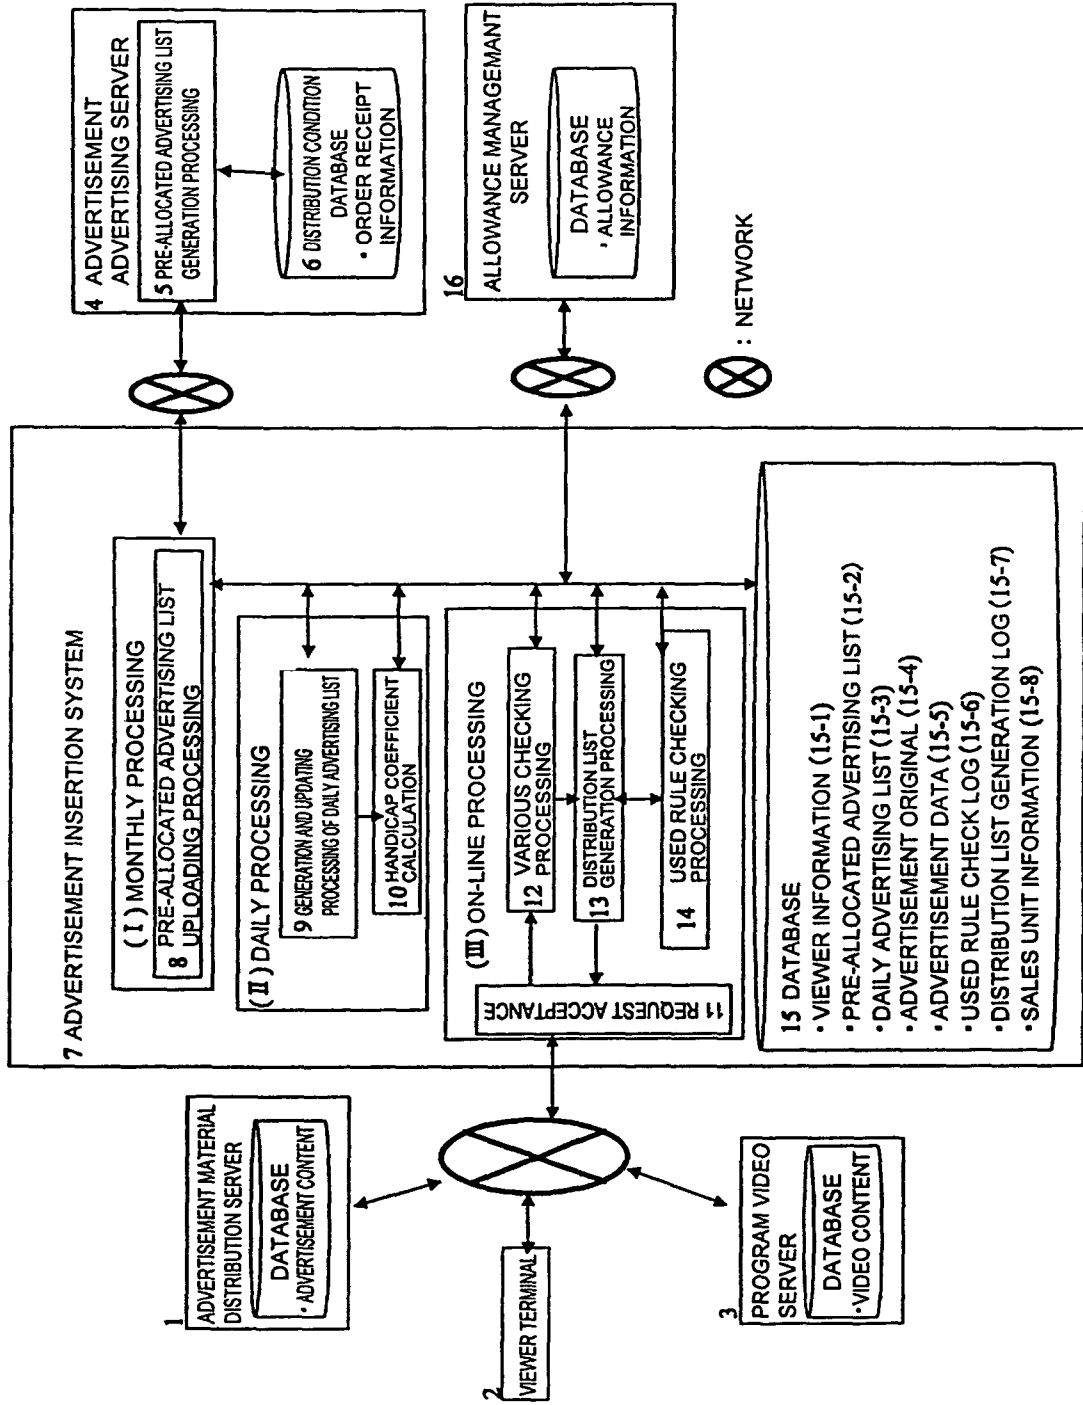 1
ADVERTISEMENT MATERIAL
DISTRIBUTION SERVER
DATABASE
· ADVERTISEMENT CONTENT
2
VIEWER TERMINAL
3
PROGRAM VIDEO
SERVER
DATABASE
· VIDEO CONTENT
7 ADVERTISEMENT INSERTION SYSTEM
(I) MONTHLY PROCESSING
PRE-ALLOCATED ADVERTISING LIST
8 UPLOADING PROCESSING
(II) DAILY PROCESSING
9 GENERATION AND UPDATING
PROCESSING OF DAILY ADVERTISING LIST
10 HANDICAP COEFFICIENT
CALCULATION
(III) ON-LINE PROCESSING
11 REQUEST ACCEPTANCE
VARIOUS CHECKING
12 PROCESSING
DISTRIBUTION LIST
13 GENERATION PROCESSING
USED RULE CHECKING
14 PROCESSING
15 DATABASE
· VIEWER INFORMATION (15-1)
· PRE-ALLOCATED ADVERTISING LIST (15-2)
· DAILY ADVERTISING LIST (15-3)
· ADVERTISEMENT ORIGINAL (15-4)
· ADVERTISEMENT DATA (15-5)
· USED RULE CHECK LOG (15-6)
· DISTRIBUTION LIST GENERATION LOG (15-7)
· SALES UNIT INFORMATION (15-8)
4 ADVERTISEMENT
ADVERTISING SERVER
5 PRE-ALLOCATED ADVERTISING LIST
GENERATION PROCESSING
6 DISTRIBUTION CONDITION
DATABASE
· ORDER RECEIPT
INFORMATION
16
ALLOWANCE MANAGEMANT
SERVER
DATABASE
· ALLOWANCE
INFORMATION
: NETWORK